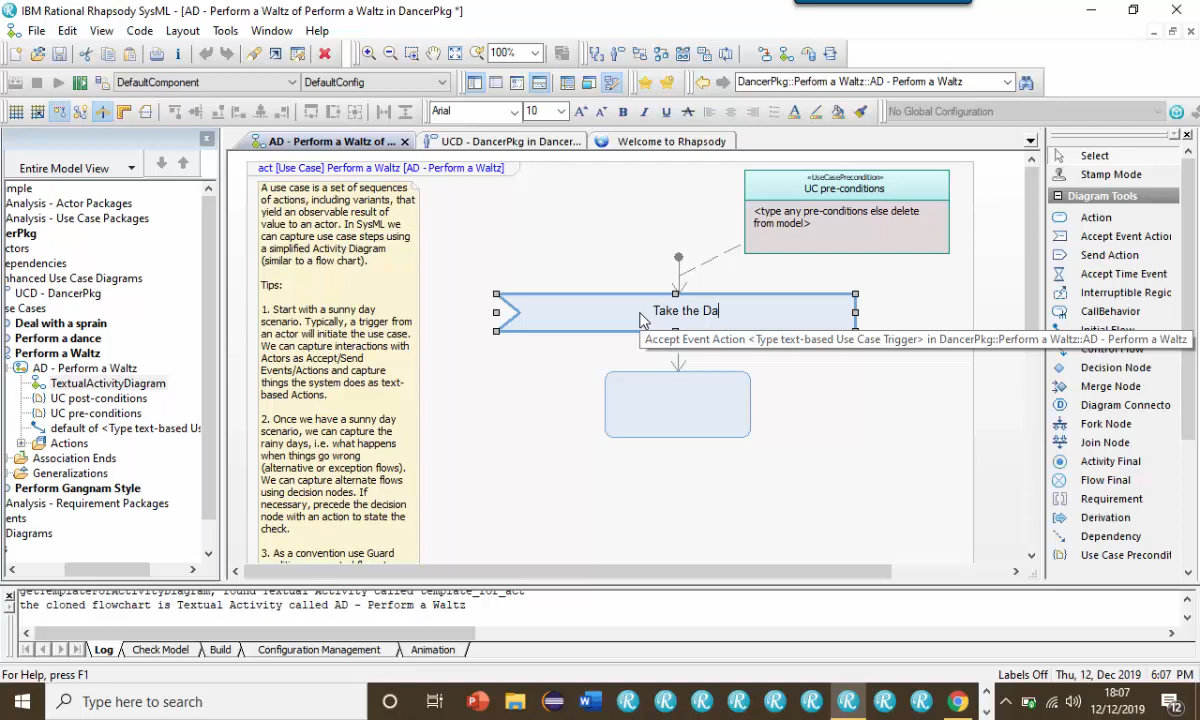 IBM Rational Rhapsody SysML - [AD - Perform a Waltz of Perform a Waltz in DancerPkg *]
File Edit View Code Layout Tools Window Help
100%
DefaultComponent DefaultConfig DancerPkg::Perform a Waltz::AD - Perform a Waltz
Arial 10 B I U A A No Global Configuration
Entire Model View
AD - Perform a Waltz of ... UCD - DancerPkg in Dancer... Welcome to Rhapsody
mple
Analysis - Actor Packages
Analysis - Use Case Packages
erPkg
ctors
ependencies
nhanced Use Case Diagrams
UCD - DancerPkg
se Cases
Deal with a sprain
Perform a dance
Perform a Waltz
AD - Perform a Waltz
TextualActivityDiagram
UC post-conditions
UC pre-conditions
default of <Type text-based Us
Actions
Association Ends
Generalizations
Perform Gangnam Style
Analysis - Requirement Packages
ents
Diagrams
act [Use Case] Perform a Waltz [AD - Perform a Waltz]
A use case is a set of sequences
of actions, including variants, that
yield an observable result of
value to an actor. In SysML we
can capture use case steps using
a simplified Activity Diagram
(similar to a flow chart).
Tips:
1. Start with a sunny day
scenario. Typically, a trigger from
an actor will initiate the use case.
We can capture interactions with
Actors as Accept/Send
Events/Actions and capture
things the system does as text-
based Actions.
2. Once we have a sunny day
scenario, we can capture the
rainy days, i.e. what happens
when things go wrong
(alternative or exception flows).
We can capture alternate flows
using decision nodes. If
necessary, precede the decision
node with an action to state the
check.
3. As a convention use Guard
«UseCasePrecondition»
UC pre-conditions
<type any pre-conditions else delete
from model>
Take the Da
Accept Event Action <Type text-based Use Case Trigger> in DancerPkg::Perform a Waltz::AD - Perform a Waltz
Select
Stamp Mode
Diagram Tools
Action
Accept Event Action
Send Action
Accept Time Event
Interruptible Regic
CallBehavior
Initial Flow
Control Flow
Decision Node
Merge Node
Diagram Connecto
Fork Node
Join Node
Activity Final
Flow Final
Requirement
Derivation
Dependency
Use Case Precondit
getTemplateForActivityDiagram, found Textual Activity called template_for_act
the cloned flowchart is Textual Activity called AD - Perform a Waltz
Log Check Model Build Configuration Management Animation
For Help, press F1
Labels Off Thu, 12, Dec 2019 6:07 PM
Type here to search
18:07
12/12/2019
12